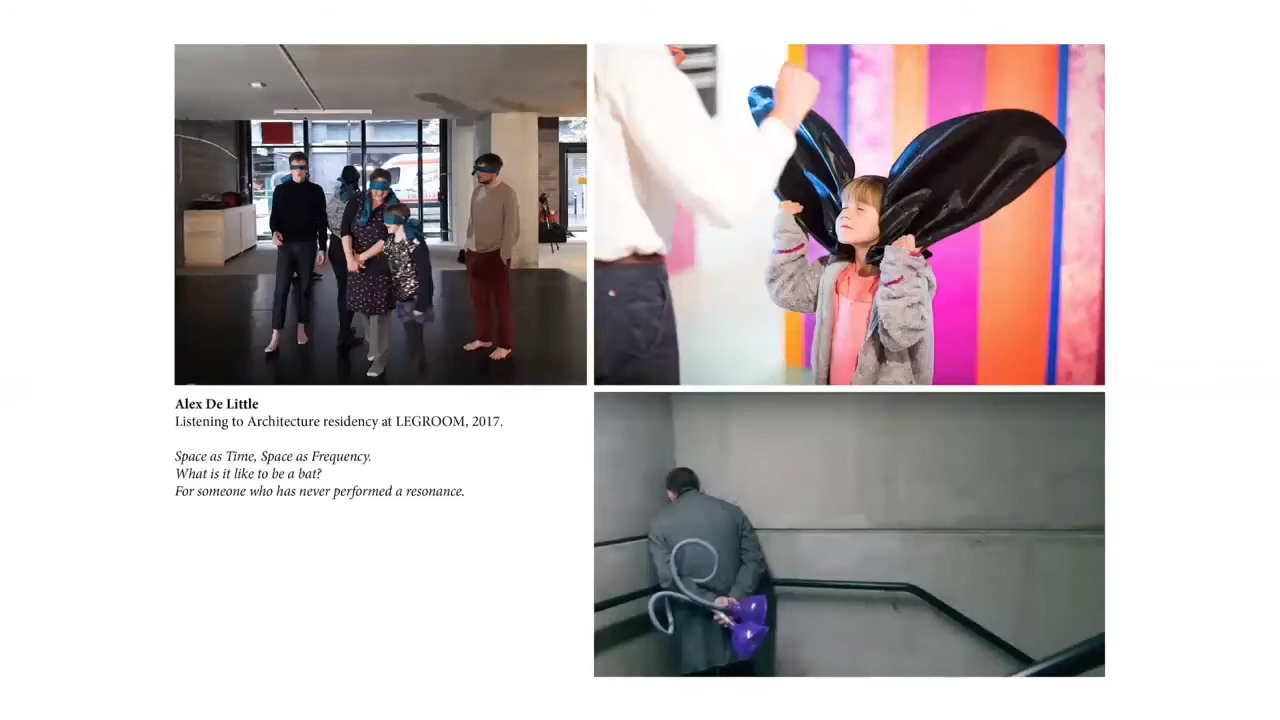 Alex De Little
Listening to Architecture residency at LEGROOM, 2017.
Space as Time, Space as Frequency.
What is it like to be a bat?
For someone who has never performed a resonance.